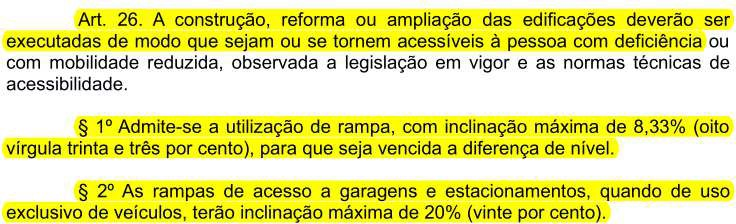 Art. 26. A construção, reforma ou ampliação das edificações deverão ser
executadas de modo que sejam ou se tornem acessíveis à pessoa com deficiência ou
com mobilidade reduzida, observada a legislação em vigor e as normas técnicas de
acessibilidade.
§ 1º Admite-se a utilização de rampa, com inclinação máxima de 8,33% (oito
vírgula trinta e três por cento), para que seja vencida a diferença de nível.
§ 2º As rampas de acesso a garagens e estacionamentos, quando de uso
exclusivo de veículos, terão inclinação máxima de 20% (vinte por cento).